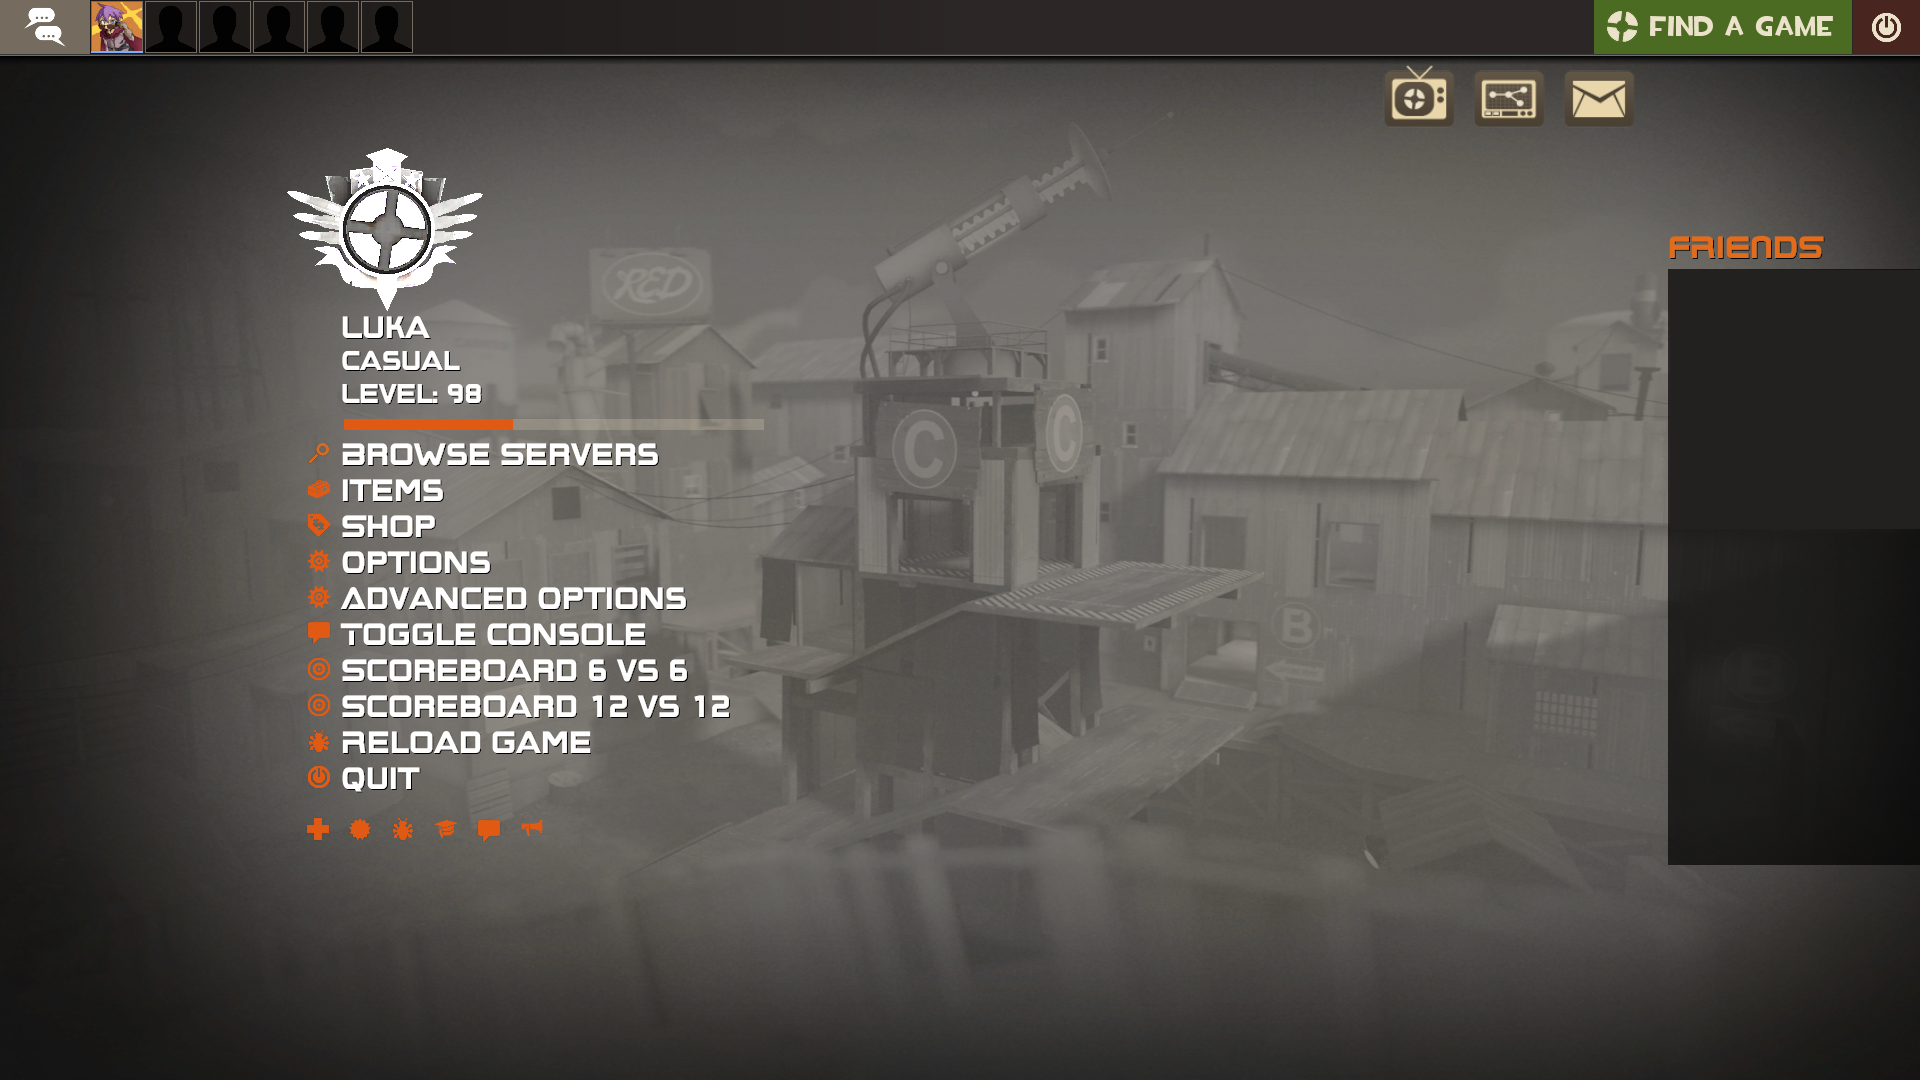 FIND A GAME
FRIENDS
RED
LUKA
CASUAL
LEVEL: 98
C
C
BROWSE SERVERS
ITEMS
SHOP
OPTIONS
ADVANCED OPTIONS
TOGGLE CONSOLE
B
SCOREBOARD 6 VS 6
SCOREBOARD 12 VS 12
RELOAD GAME
QUIT
B